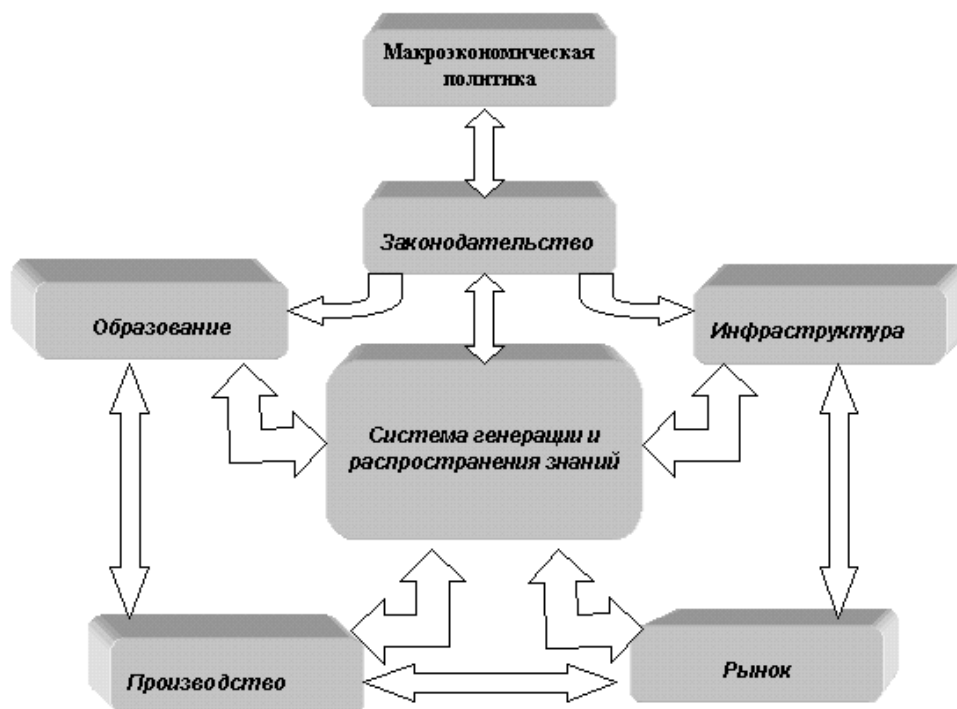 Макроэкономическая
политика
Законодательство
Образование
Инфраструктура
Система генерации и
распространения знаний
Производство
Рынок